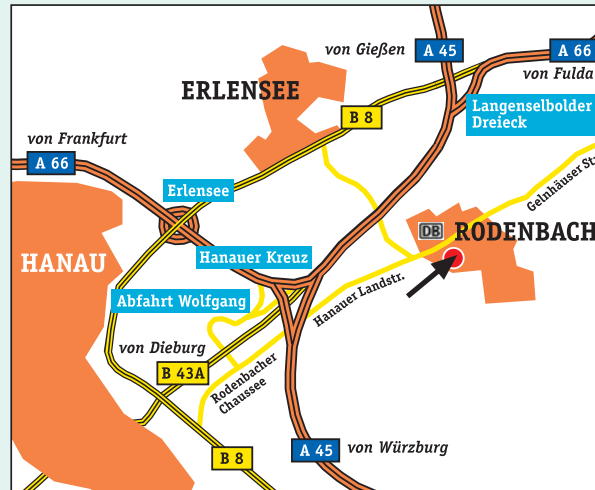 von Gießen
A 45
A 66
von Fulda
ERLENSEE
Langenselbolder
Dreieck
B 8
von Frankfurt
A 66
Erlensee
Gelnhäuser St
DB
RODENBACH
HANAU
Hanauer Kreuz
Abfahrt Wolfgang
Hanauer Landstr.
von Dieburg
B 43A
Rodenbacher
Chaussee
B 8
A 45
von Würzburg